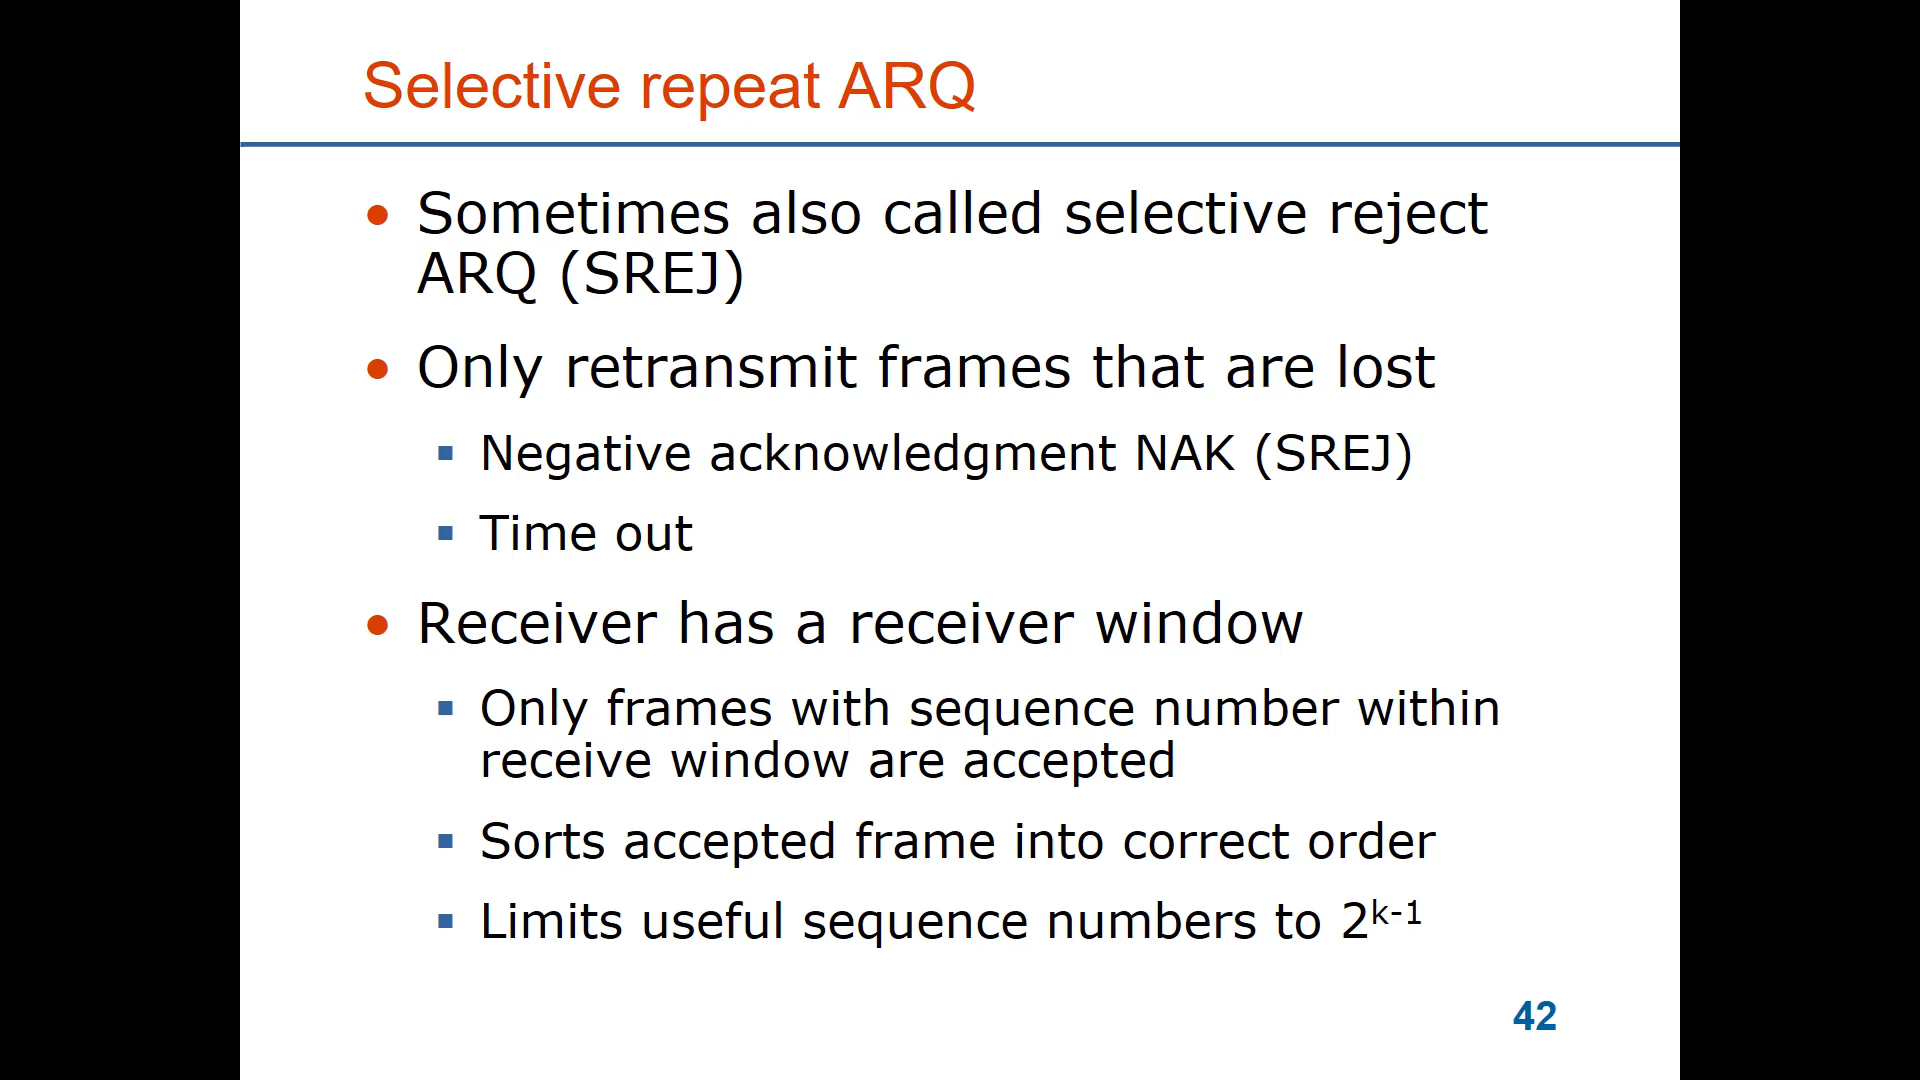 Selective repeat ARQ
• Sometimes also called selective reject
ARQ (SREJ)
• Only retransmit frames that are lost
▪ Negative acknowledgment NAK (SREJ)
▪ Time out
• Receiver has a receiver window
▪ Only frames with sequence number within
receive window are accepted
▪ Sorts accepted frame into correct order
▪ Limits useful sequence numbers to 2ᵏ⁻¹
42